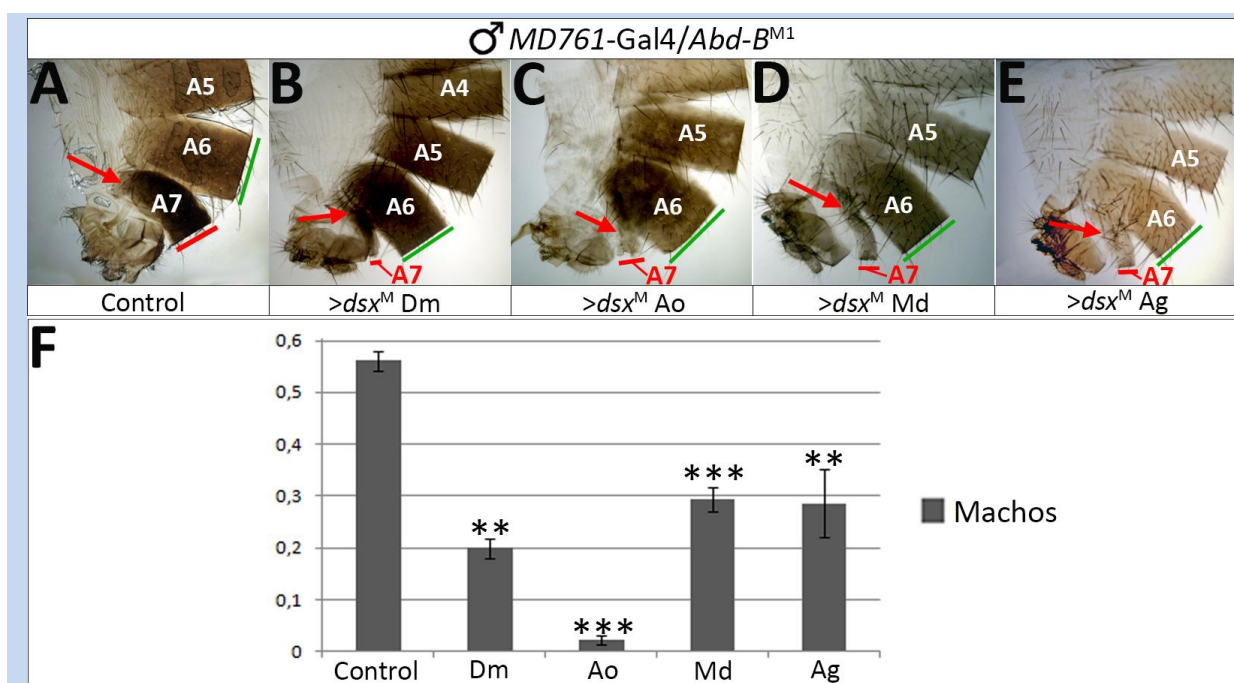 ♂ MD761-Gal4/Abd-Bᴹ¹
A B C D E
A5 A4 A5 A5 A5
A6 A5 A6 A6 A6
A7 A6
A7 A7 A7 A7
Control >dsxᴹ Dm >dsxᴹ Ao >dsxᴹ Md >dsxᴹ Ag
F
0,6
0,5
0,4
0,3
0,2
0,1
0
** *** *** **
Machos
Control Dm Ao Md Ag